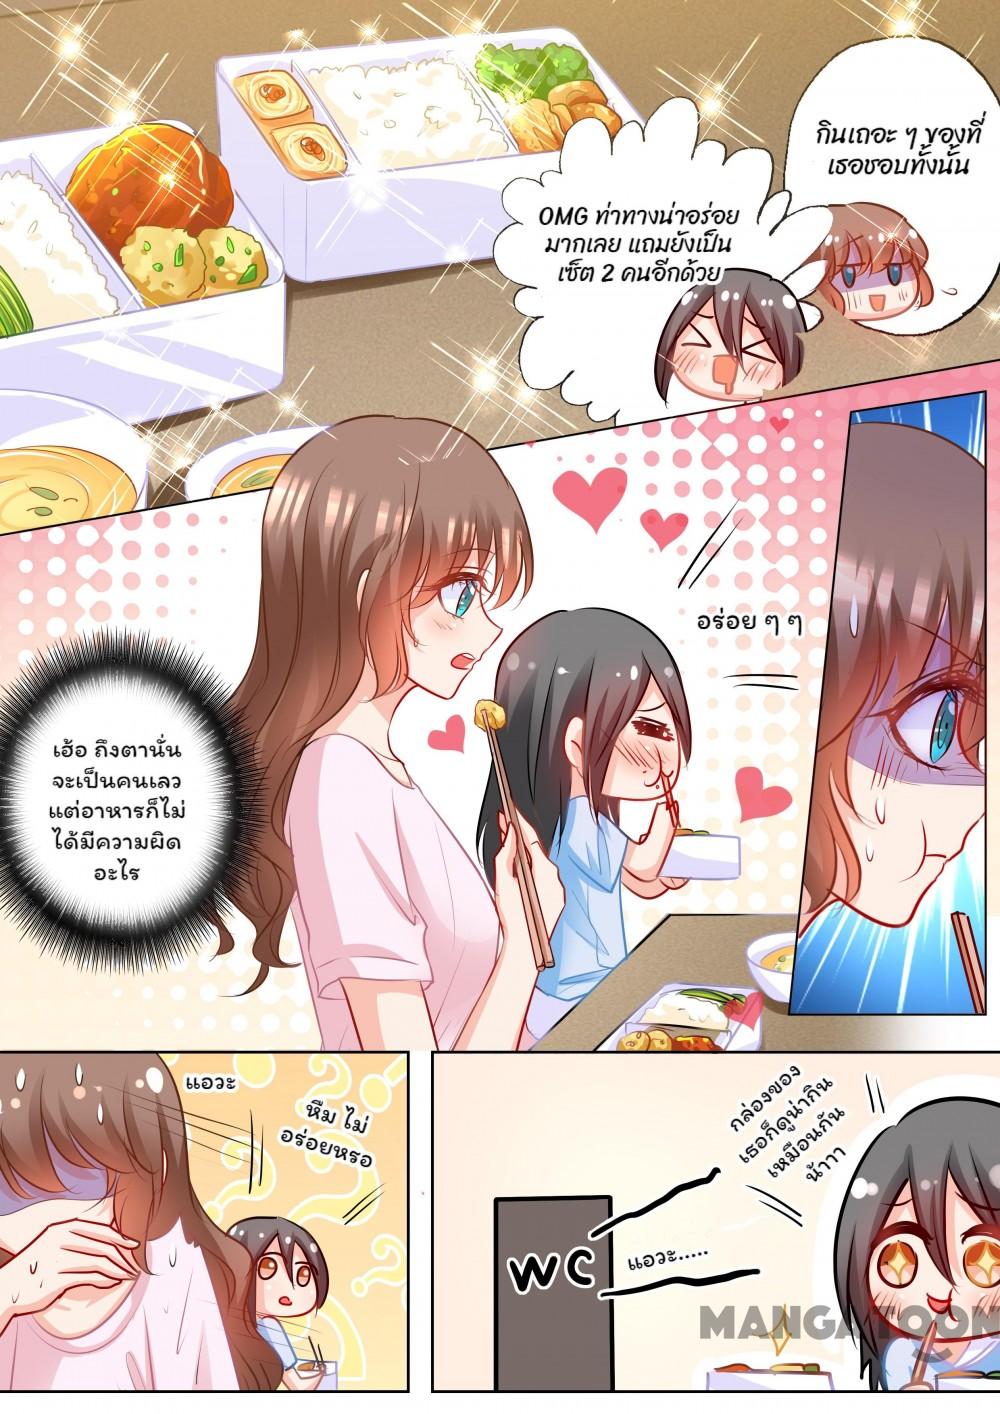 กินเถอะ ๆ ของที่
เธอชอบทั้งนั้น
OMG ท่าทางน่าอร่อย
มากเลย แถมยังเป็น
เซ็ต 2 คนอีกด้วย
อร่อย ๆ ๆ
เฮ้อ ถึงตานั่น
จะเป็นคนเลว
แต่อาหารก็ไม่
ได้มีความผิด
อะไร
แอวะ
หืม ไม่
อร่อยหรอ
กล่องของ
เธอก็ดูน่ากิน
เหมือนกัน
น้าาา
WC
แอวะ.....
MANGATOON